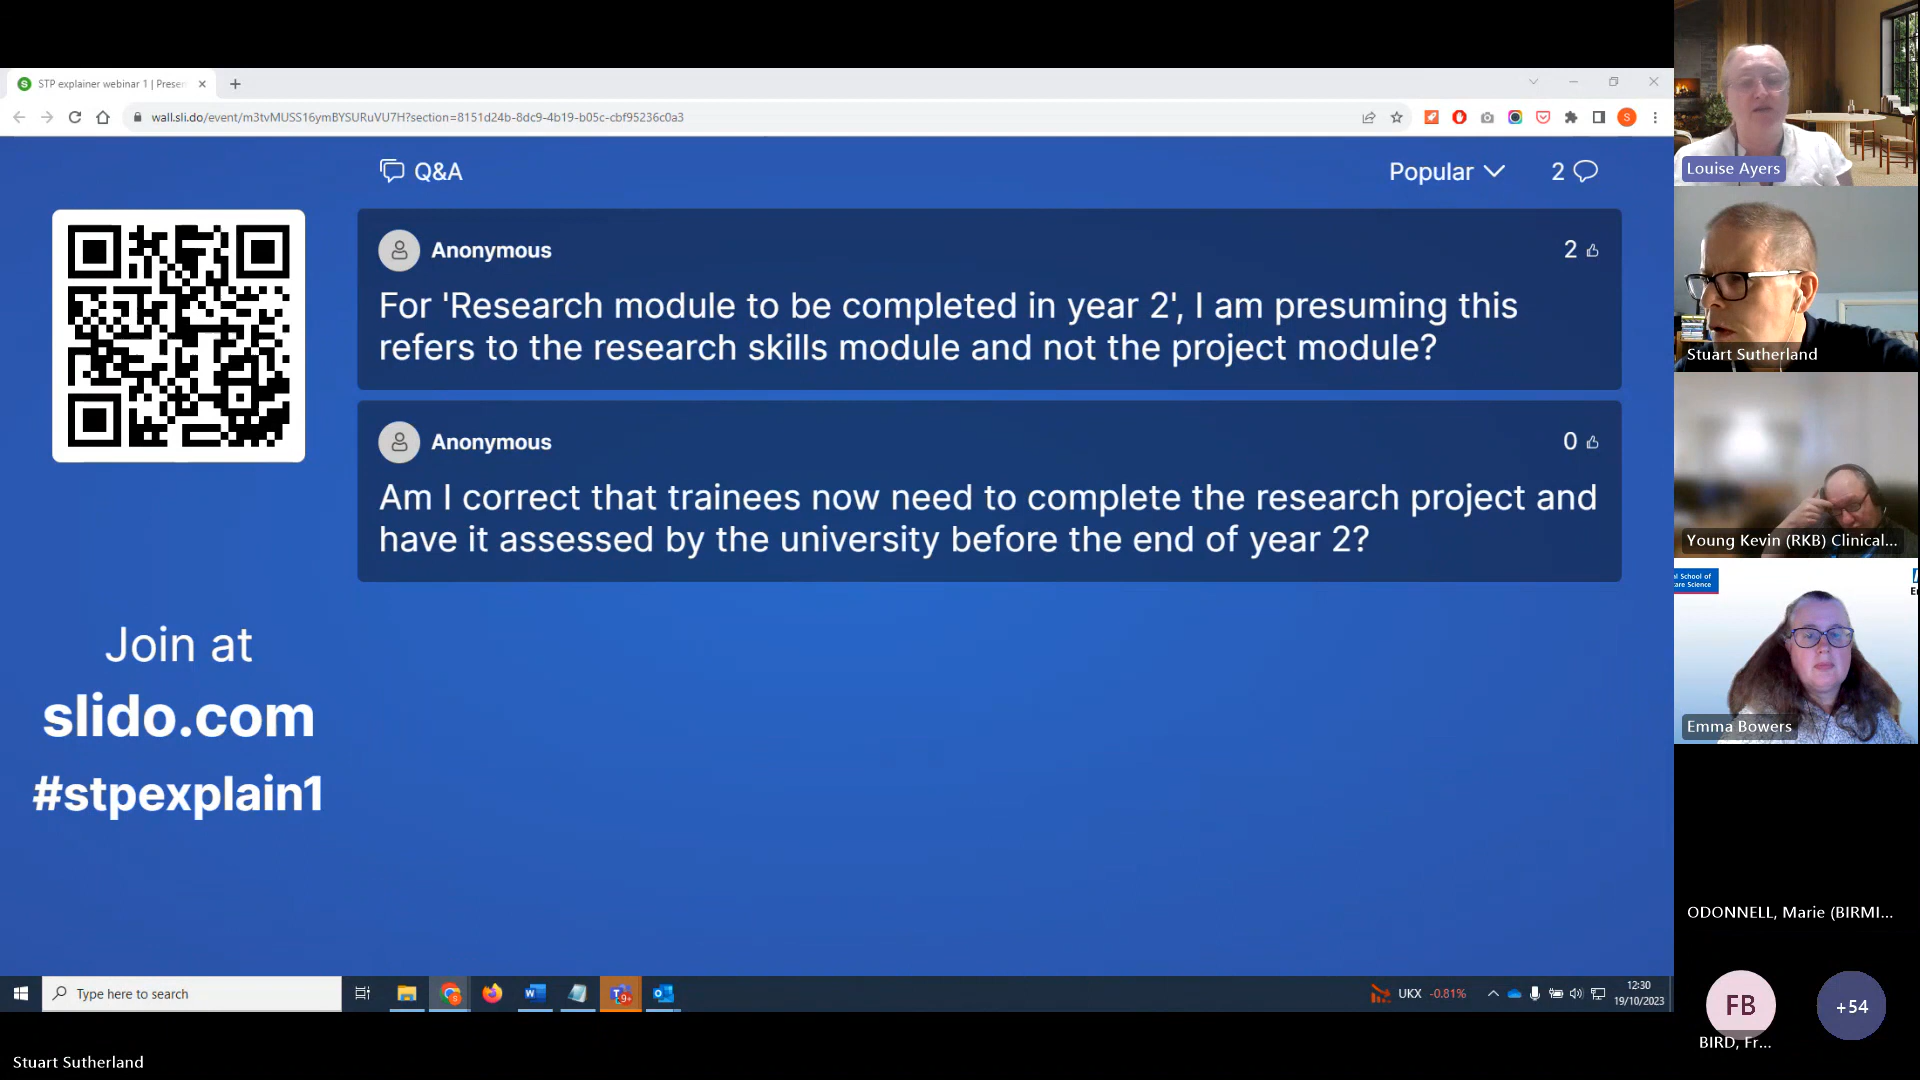 STP explainer webinar 1 | Presen
wall.sli.do/event/m3tvMUSS16ymBYSURuVU7H?section=8151d24b-8dc9-4b19-b05c-cbf95236c0a3
S
Q&A
Popular
2
Anonymous
2
For 'Research module to be completed in year 2', I am presuming this
refers to the research skills module and not the project module?
Anonymous
0
Am I correct that trainees now need to complete the research project and
have it assessed by the university before the end of year 2?
Join at
slido.com
#stpexplain1
Type here to search
UKX -0.81%
12:30
19/10/2023
Stuart Sutherland
Louise Ayers
Stuart Sutherland
Young Kevin (RKB) Clinical...
l School of
are Science
Emma Bowers
ODONNELL, Marie (BIRMI...
FB
BIRD, Fr...
+54